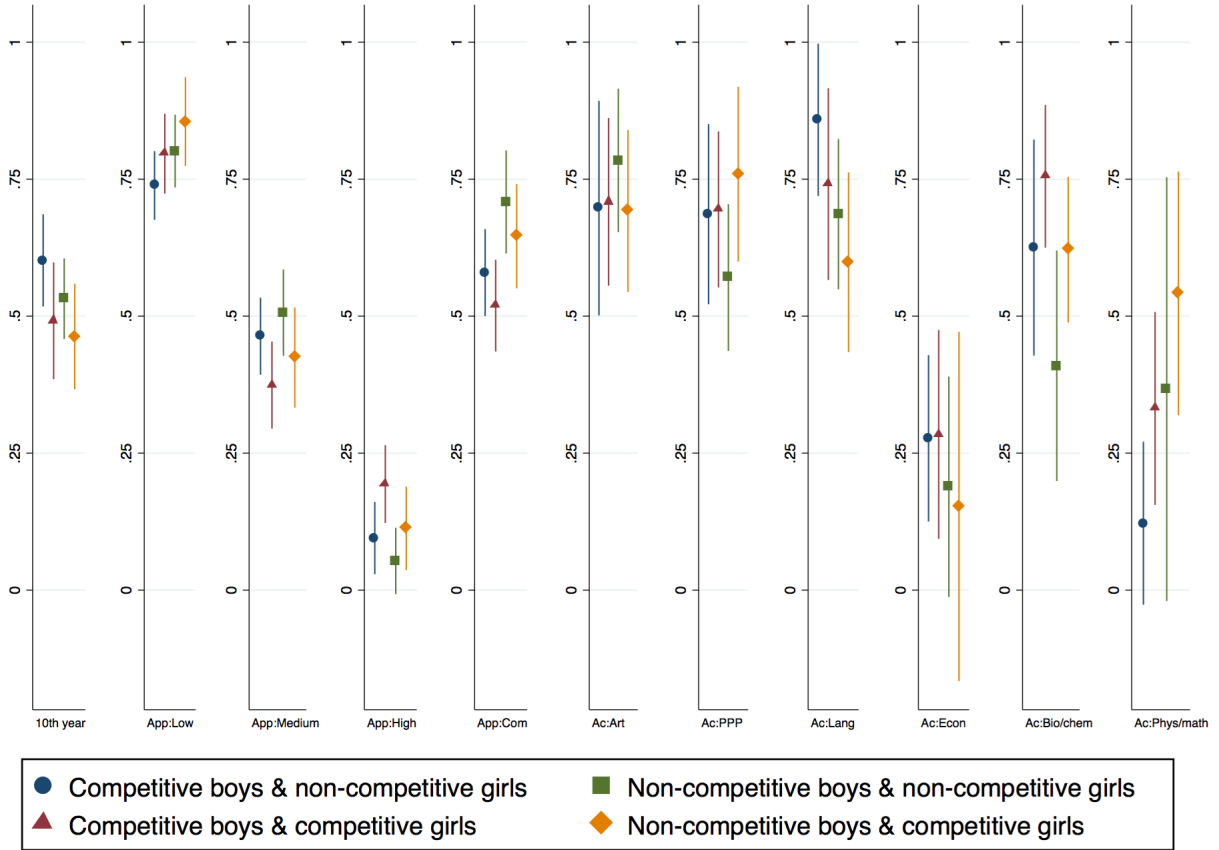 1 1 1 1 1 1 1 1 1 1 1
.75 .75 .75 .75 .75 .75 .75 .75 .75 .75 .75
.5 .5 .5 .5 .5 .5 .5 .5 .5 .5 .5
.25 .25 .25 .25 .25 .25 .25 .25 .25 .25 .25
0 0 0 0 0 0 0 0 0 0 0
10th year App:Low App:Medium App:High App:Com Ac:Art Ac:PPP Ac:Lang Ac:Econ Ac:Bio/chem Ac:Phys/math
Competitive boys & non-competitive girls Non-competitive boys & non-competitive girls
Competitive boys & competitive girls Non-competitive boys & competitive girls